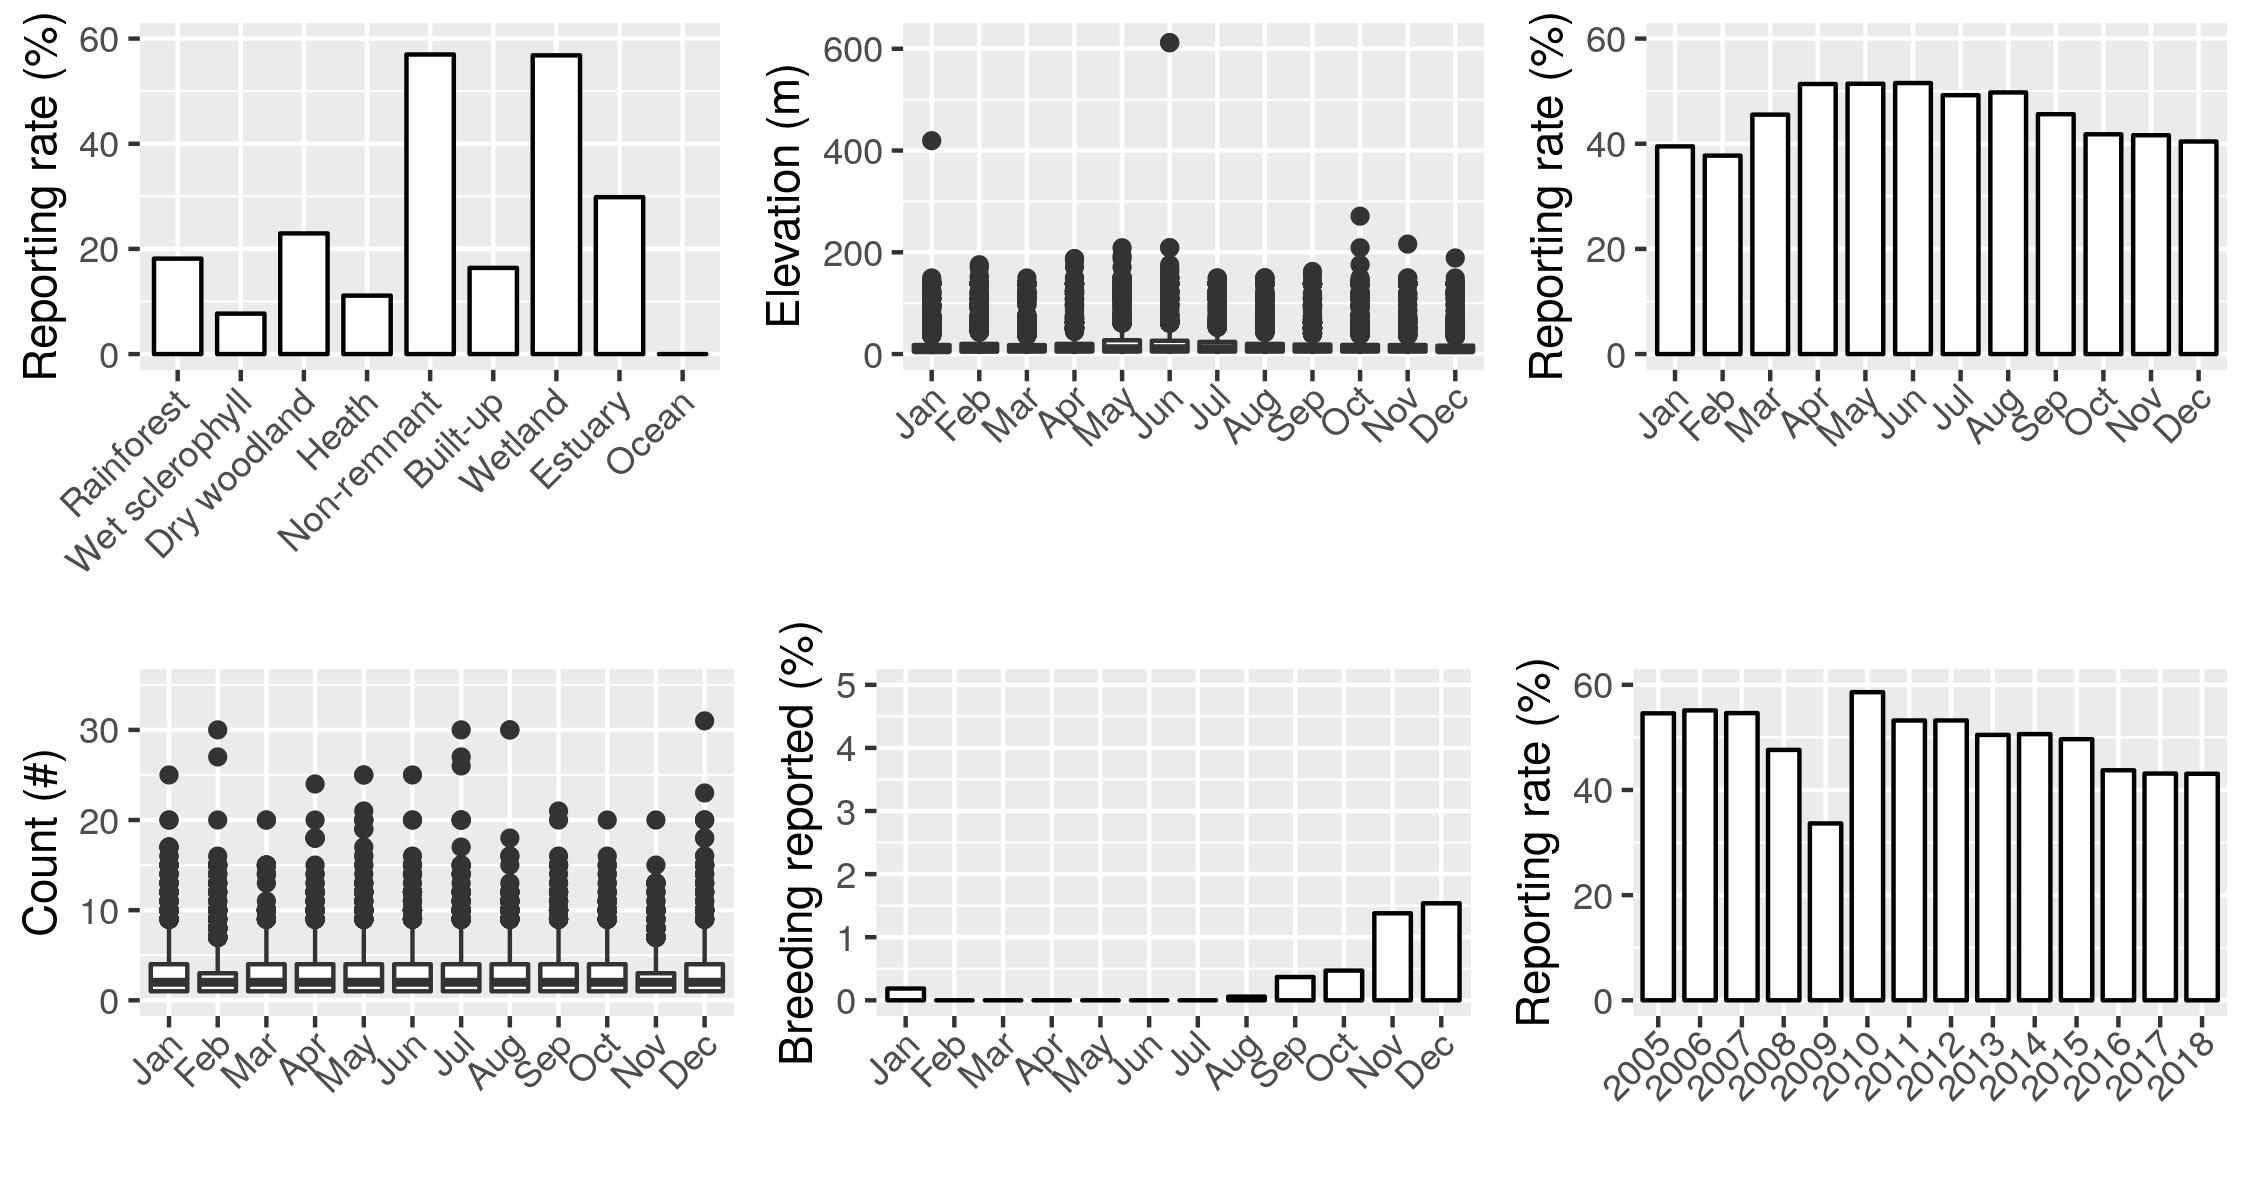 Reporting rate (%)
60
40
20
0
Rainforest
Wet sclerophyll
Dry woodland
Heath
Non-remnant
Built-up
Wetland
Estuary
Ocean
Elevation (m)
600
400
200
0
Jan
Feb
Mar
Apr
May
Jun
Jul
Aug
Sep
Oct
Nov
Dec
Reporting rate (%)
60
40
20
0
Jan
Feb
Mar
Apr
May
Jun
Jul
Aug
Sep
Oct
Nov
Dec
Count (#)
30
20
10
0
Jan
Feb
Mar
Apr
May
Jun
Jul
Aug
Sep
Oct
Nov
Dec
Breeding reported (%)
5
4
3
2
1
0
Jan
Feb
Mar
Apr
May
Jun
Jul
Aug
Sep
Oct
Nov
Dec
Reporting rate (%)
60
40
20
0
2005
2006
2007
2008
2009
2010
2011
2012
2013
2014
2015
2016
2017
2018